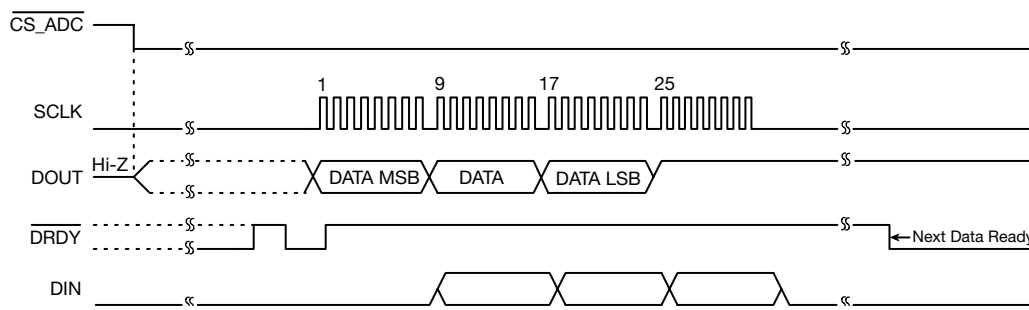 CS_ADC
1 9 17 25
SCLK
Hi-Z
DOUT DATA MSB DATA DATA LSB
DRDY Next Data Ready
DIN